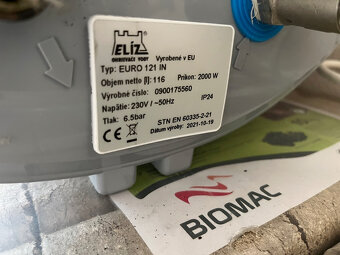 ELÍZ
OHRIEVAČE VODY
Vyrobené v EU
Typ: EURO 121 IN
Objem netto [l]: 116
Príkon: 2000 W
Výrobné číslo: 0900175560
Napätie: 230V / ~50Hz
IP24
Tlak: 6.5bar
STN EN 60335-2-21
Dátum výroby: 2021-10-19
CE
BIOMAC